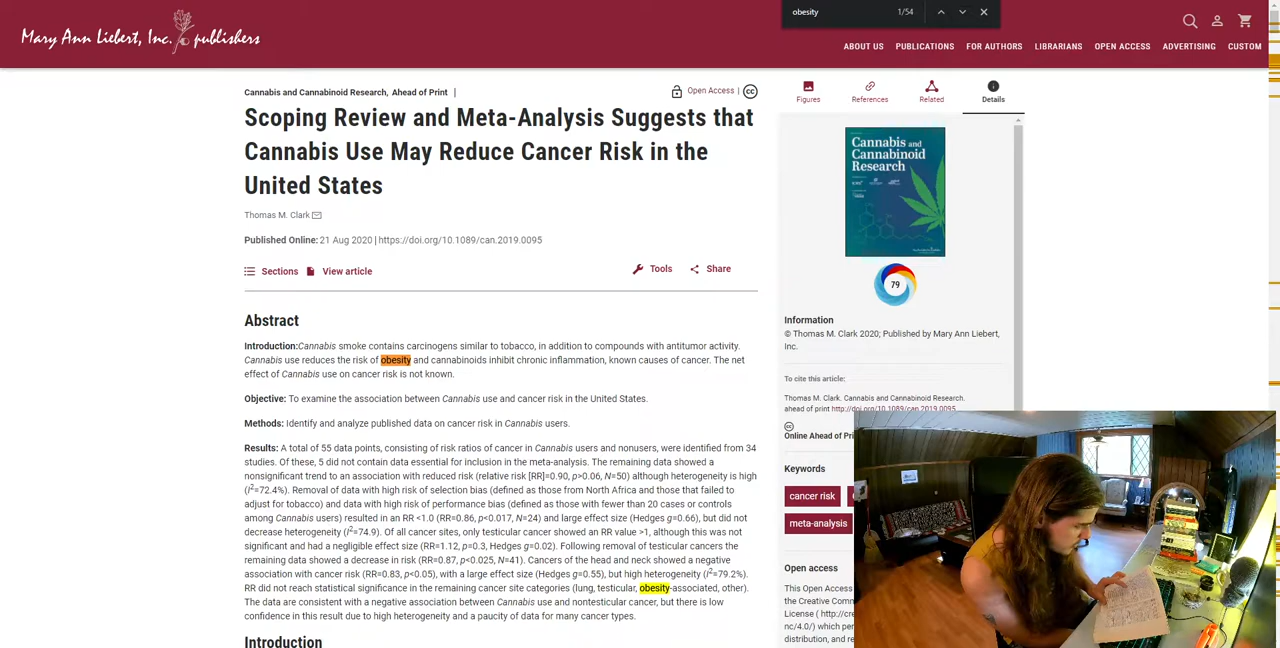 obesity 1/54
Mary Ann Liebert, Inc. publishers
ABOUT US PUBLICATIONS FOR AUTHORS LIBRARIANS OPEN ACCESS ADVERTISING CUSTOM
Cannabis and Cannabinoid Research, Ahead of Print |
Open Access |
Scoping Review and Meta-Analysis Suggests that
Cannabis Use May Reduce Cancer Risk in the
United States
Thomas M. Clark
Published Online: 21 Aug 2020 | https://doi.org/10.1089/can.2019.0095
Sections View article
Tools Share
Abstract
Introduction:Cannabis smoke contains carcinogens similar to tobacco, in addition to compounds with antitumor activity.
Cannabis use reduces the risk of obesity and cannabinoids inhibit chronic inflammation, known causes of cancer. The net
effect of Cannabis use on cancer risk is not known.
Objective: To examine the association between Cannabis use and cancer risk in the United States.
Methods: Identify and analyze published data on cancer risk in Cannabis users.
Results: A total of 55 data points, consisting of risk ratios of cancer in Cannabis users and nonusers, were identified from 34
studies. Of these, 5 did not contain data essential for inclusion in the meta-analysis. The remaining data showed a
nonsignificant trend to an association with reduced risk (relative risk [RR]=0.90, p>0.06, N=50) although heterogeneity is high
(I²=72.4%). Removal of data with high risk of selection bias (defined as those from North Africa and those that failed to
adjust for tobacco) and data with high risk of performance bias (defined as those with fewer than 20 cases or controls
among Cannabis users) resulted in an RR <1.0 (RR=0.86, p<0.017, N=24) and large effect size (Hedges g=0.66), but did not
decrease heterogeneity (I²=74.9). Of all cancer sites, only testicular cancer showed an RR value >1, although this was not
significant and had a negligible effect size (RR=1.12, p=0.3, Hedges g=0.02). Following removal of testicular cancers the
remaining data showed a decrease in risk (RR=0.87, p<0.025, N=41). Cancers of the head and neck showed a negative
association with cancer risk (RR=0.83, p<0.05), with a large effect size (Hedges g=0.55), but high heterogeneity (I²=79.2%).
RR did not reach statistical significance in the remaining cancer site categories (lung, testicular, obesity-associated, other).
The data are consistent with a negative association between Cannabis use and nontesticular cancer, but there is low
confidence in this result due to high heterogeneity and a paucity of data for many cancer types.
Introduction
Figures References Related Details
Cannabis and
Cannabinoid
Research
79
Information
© Thomas M. Clark 2020; Published by Mary Ann Liebert,
Inc.
To cite this article:
Thomas M. Clark. Cannabis and Cannabinoid Research.
ahead of print http://doi.org/10.1089/can.2019.0095
Online Ahead of Pri
Keywords
cancer risk
meta-analysis
Open access
This Open Access
the Creative Comm
License ( http://cre
nc/4.0/) which per
distribution, and re